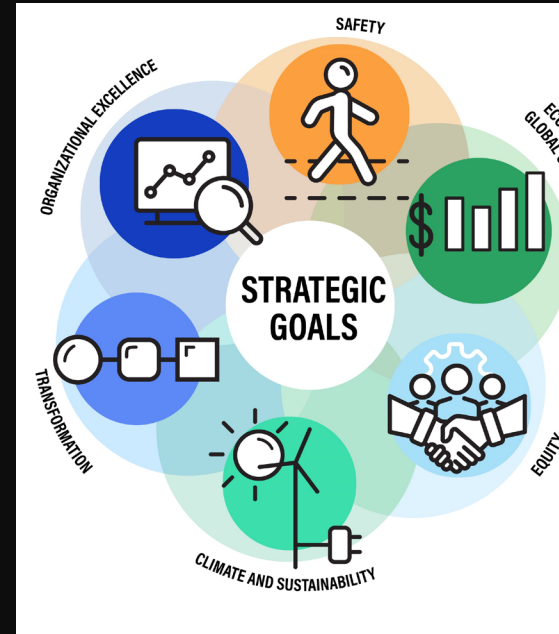 SAFETY
ORGANIZATIONAL EXCELLENCE
STRATEGIC
GOALS
TRANSFORMATION
EQUITY
CLIMATE AND SUSTAINABILITY
$